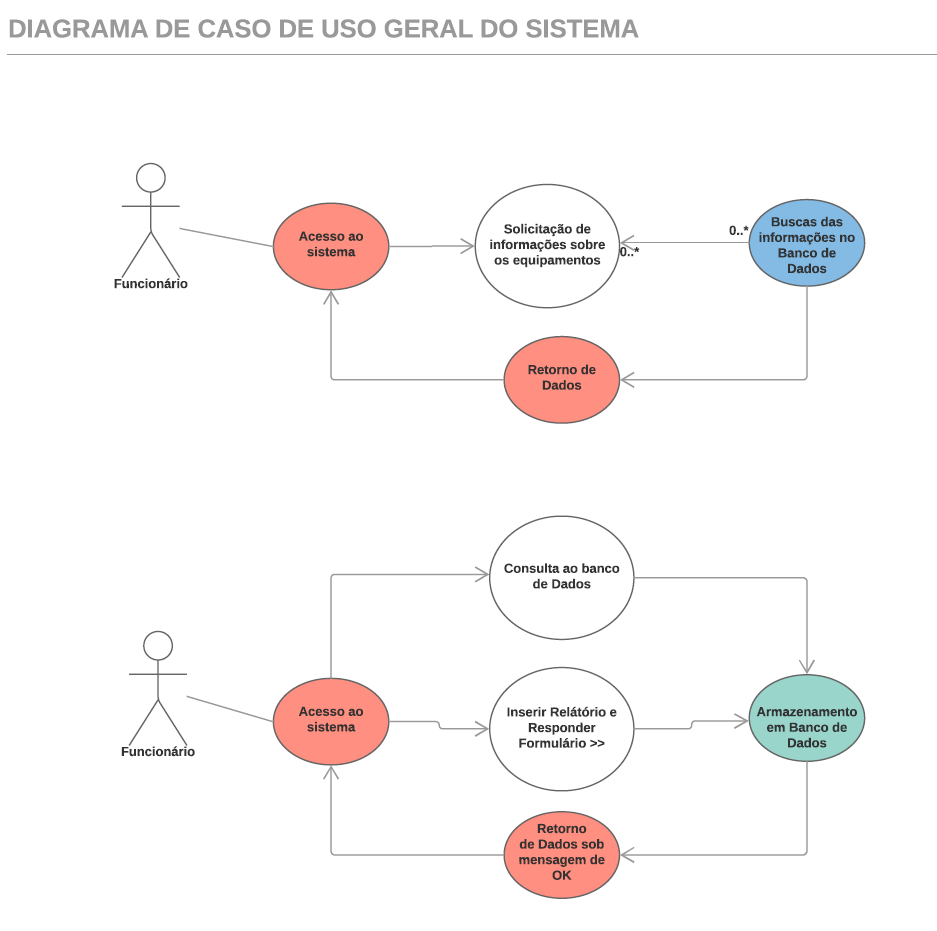 DIAGRAMA DE CASO DE USO GERAL DO SISTEMA
Funcionário
Acesso ao
sistema
Solicitação de
informações sobre
os equipamentos
0..*
0..*
Buscas das
informações no
Banco de
Dados
Retorno de
Dados
Consulta ao banco
de Dados
Funcionário
Acesso ao
sistema
Inserir Relátório e
Responder
Formulário >>
Armazenamento
em Banco de
Dados
Retorno
de Dados sob
mensagem de
OK